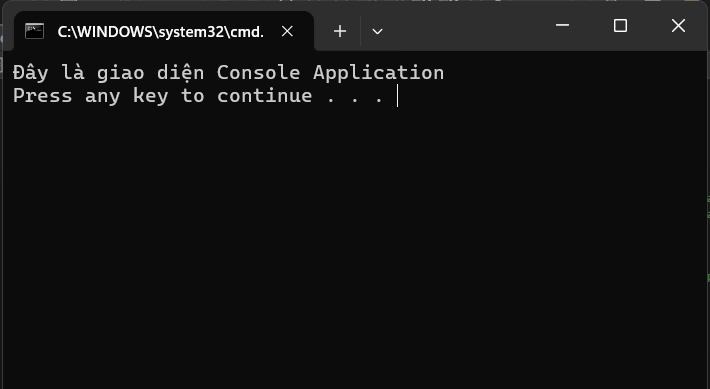 C:\WINDOWS\system32\cmd.
Đây là giao diện Console Application
Press any key to continue . . .